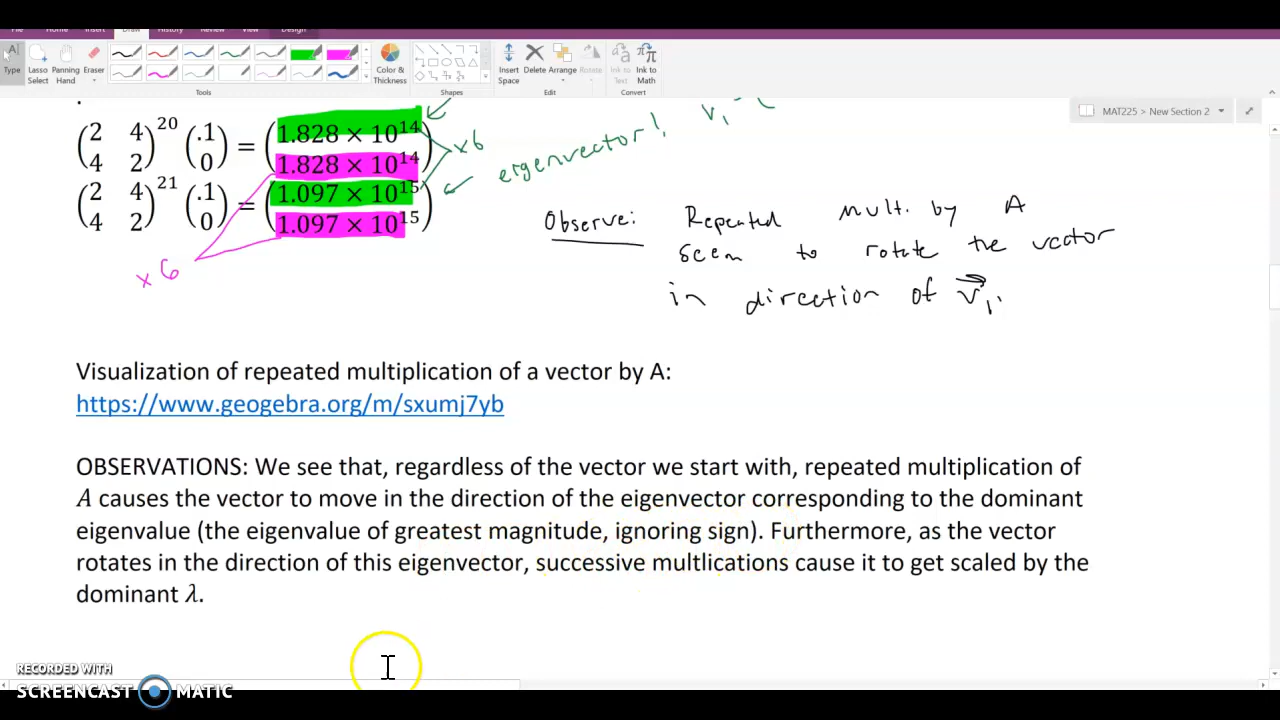 File Home Insert Draw History Review View Design
Type
Lasso Select
Panning Hand
Eraser
Color & Thickness
Insert Space
Delete
Arrange
Rotate
Ink to Text
Ink to Math
Tools
Shapes
Edit
Convert
MAT225 > New Section 2
(2 4 4 2)^20 (.1 0) = (1.828 × 10^14 1.828 × 10^14)
(2 4 4 2)^21 (.1 0) = (1.097 × 10^15 1.097 × 10^15)
×6
×6
eigenvector!, v₁ = (
Observe: Repeated mult. by A
seem to rotate the vector
in direction of v₁.
Visualization of repeated multiplication of a vector by A:
https://www.geogebra.org/m/sxumj7yb
OBSERVATIONS: We see that, regardless of the vector we start with, repeated multiplication of
A causes the vector to move in the direction of the eigenvector corresponding to the dominant
eigenvalue (the eigenvalue of greatest magnitude, ignoring sign). Furthermore, as the vector
rotates in the direction of this eigenvector, successive multlications cause it to get scaled by the
dominant λ.
RECORDED WITH
SCREENCAST MATIC